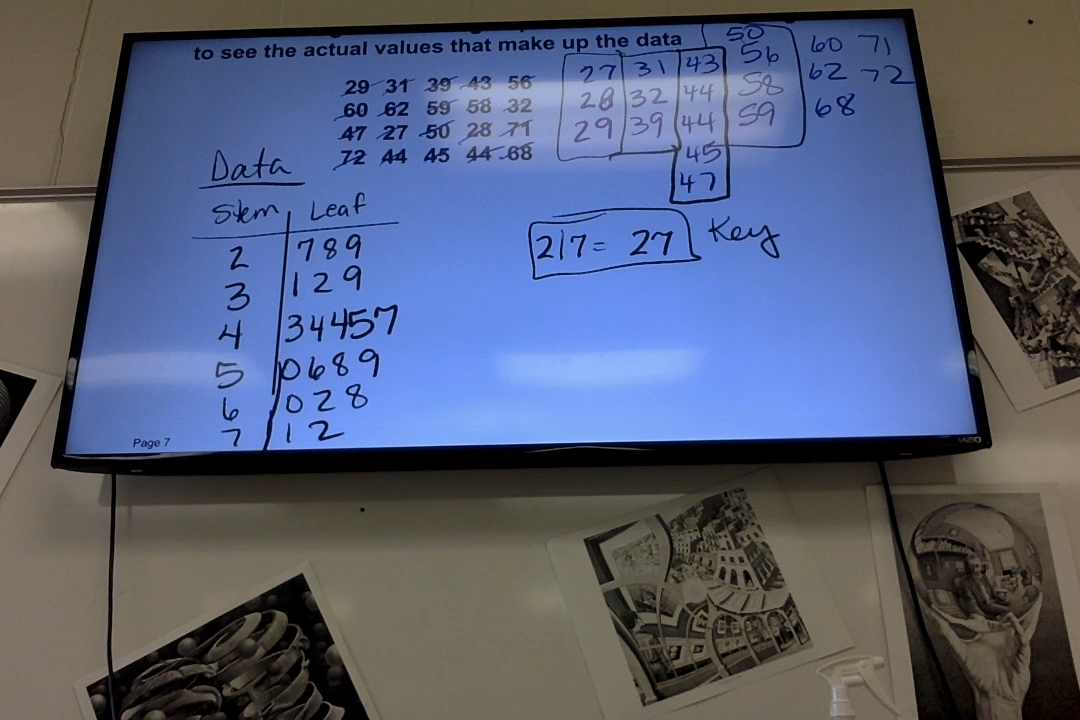 to see the actual values that make up the data
29 31 39 43 56
60 62 59 58 32
47 27 50 28 71
72 44 45 44 68
27 31 43 50 60 71
28 32 44 56 62 72
29 39 44 58 68
45 59
47
Data
Stem Leaf
2 789
3 129
4 34457
5 0689
6 028
7 12
2|7 = 27 Key
Page 7
VIZIO